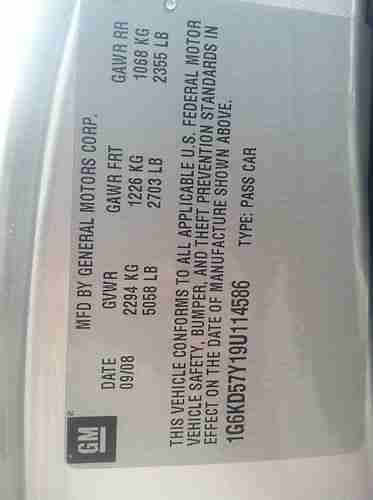 GM
MFD BY GENERAL MOTORS CORP.
DATE GVWR GAWR FRT GAWR RR
09/08 2294 KG 1226 KG 1068 KG
5058 LB 2703 LB 2355 LB
THIS VEHICLE CONFORMS TO ALL APPLICABLE U.S. FEDERAL MOTOR
VEHICLE SAFETY, BUMPER, AND THEFT PREVENTION STANDARDS IN
EFFECT ON THE DATE OF MANUFACTURE SHOWN ABOVE.
1G6KD57Y19U114586 TYPE: PASS CAR